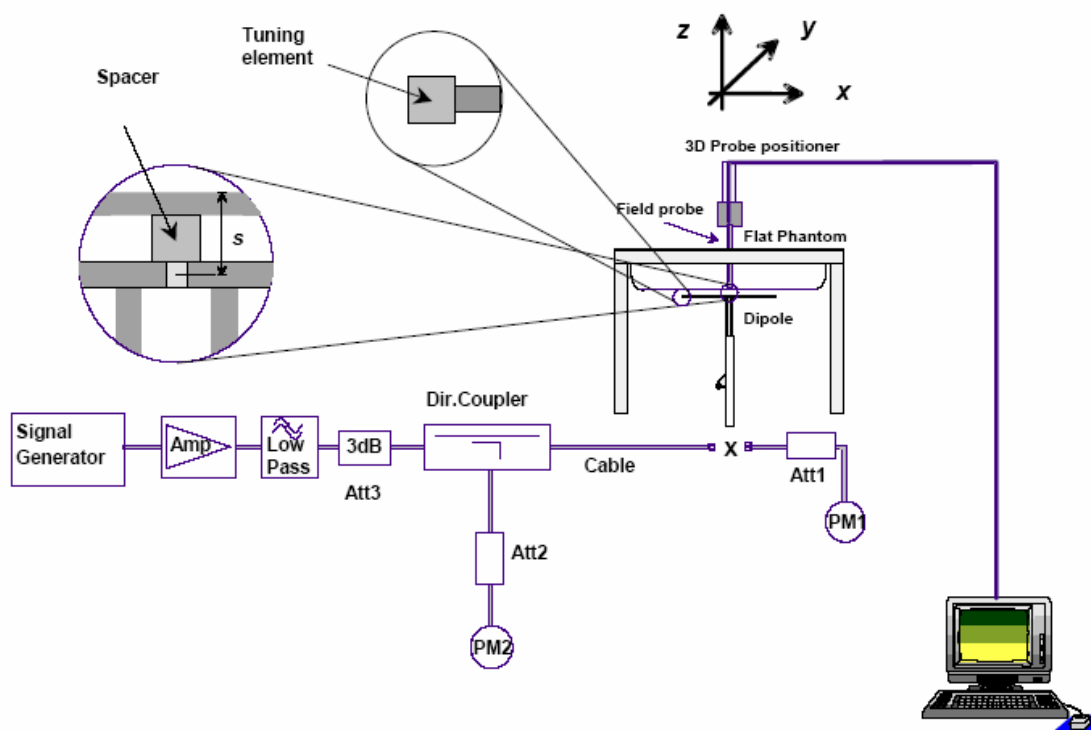 Tuning
element
Spacer
s
z
y
x
3D Probe positioner
Field probe
Flat Phantom
Dipole
Dir.Coupler
Signal
Generator
Amp
Low
Pass
3dB
Att3
Cable
X
Att1
PM1
Att2
PM2